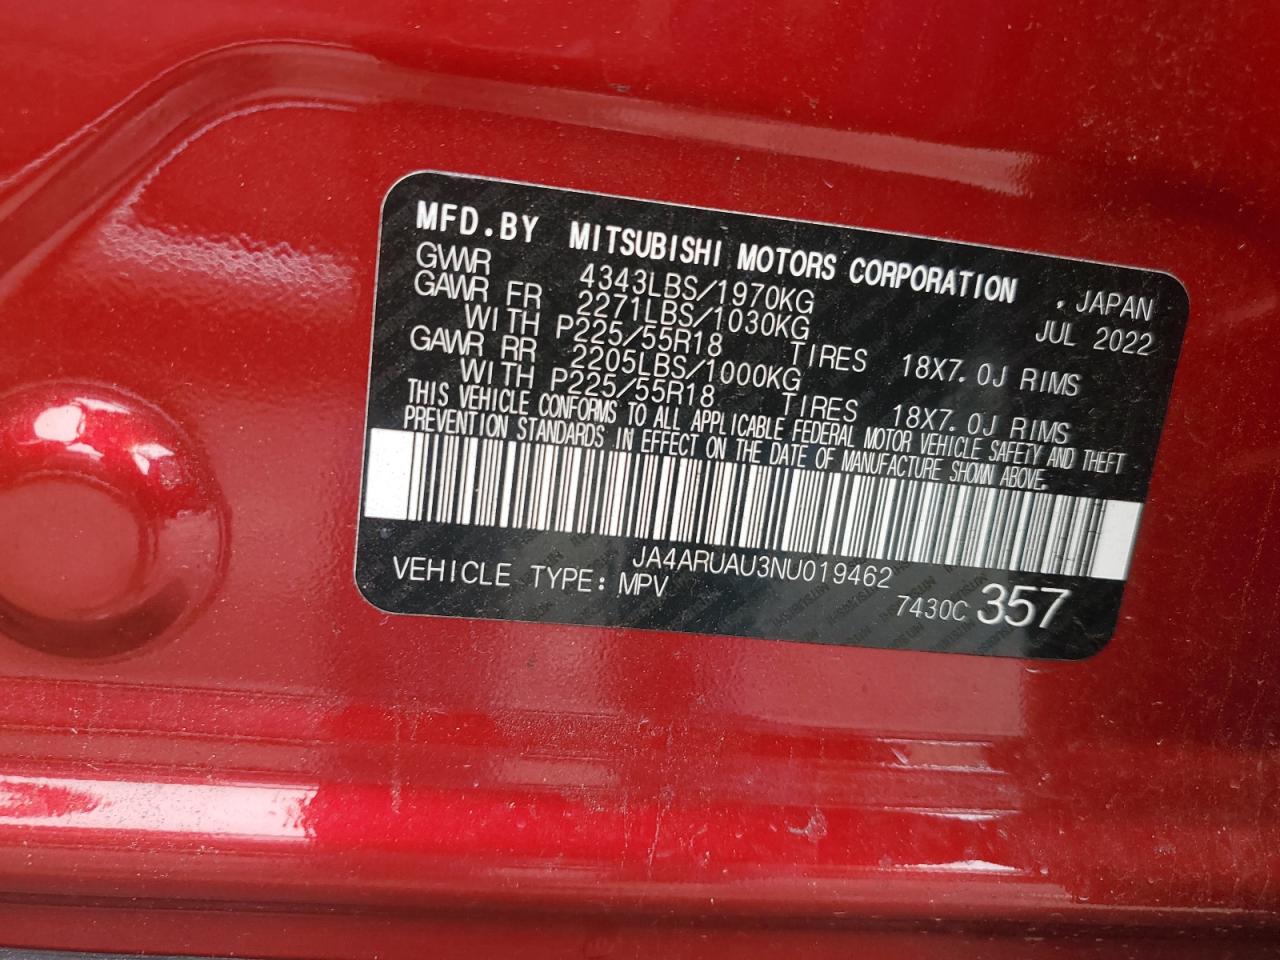 MFD.BY MITSUBISHI MOTORS CORPORATION . JAPAN
GVWR 4343LBS/1970KG JUL 2022
GAWR FR 2271LBS/1030KG
WITH P225/55R18 TIRES 18X7.0J RIMS
GAWR RR 2205LBS/1000KG
WITH P225/55R18 TIRES 18X7.0J RIMS
THIS VEHICLE CONFORMS TO ALL APPLICABLE FEDERAL MOTOR VEHICLE SAFETY AND THEFT
PREVENTION STANDARDS IN EFFECT ON THE DATE OF MANUFACTURE SHOWN ABOVE.
JA4ARUAU3NU019462
VEHICLE TYPE: MPV
7430C 357